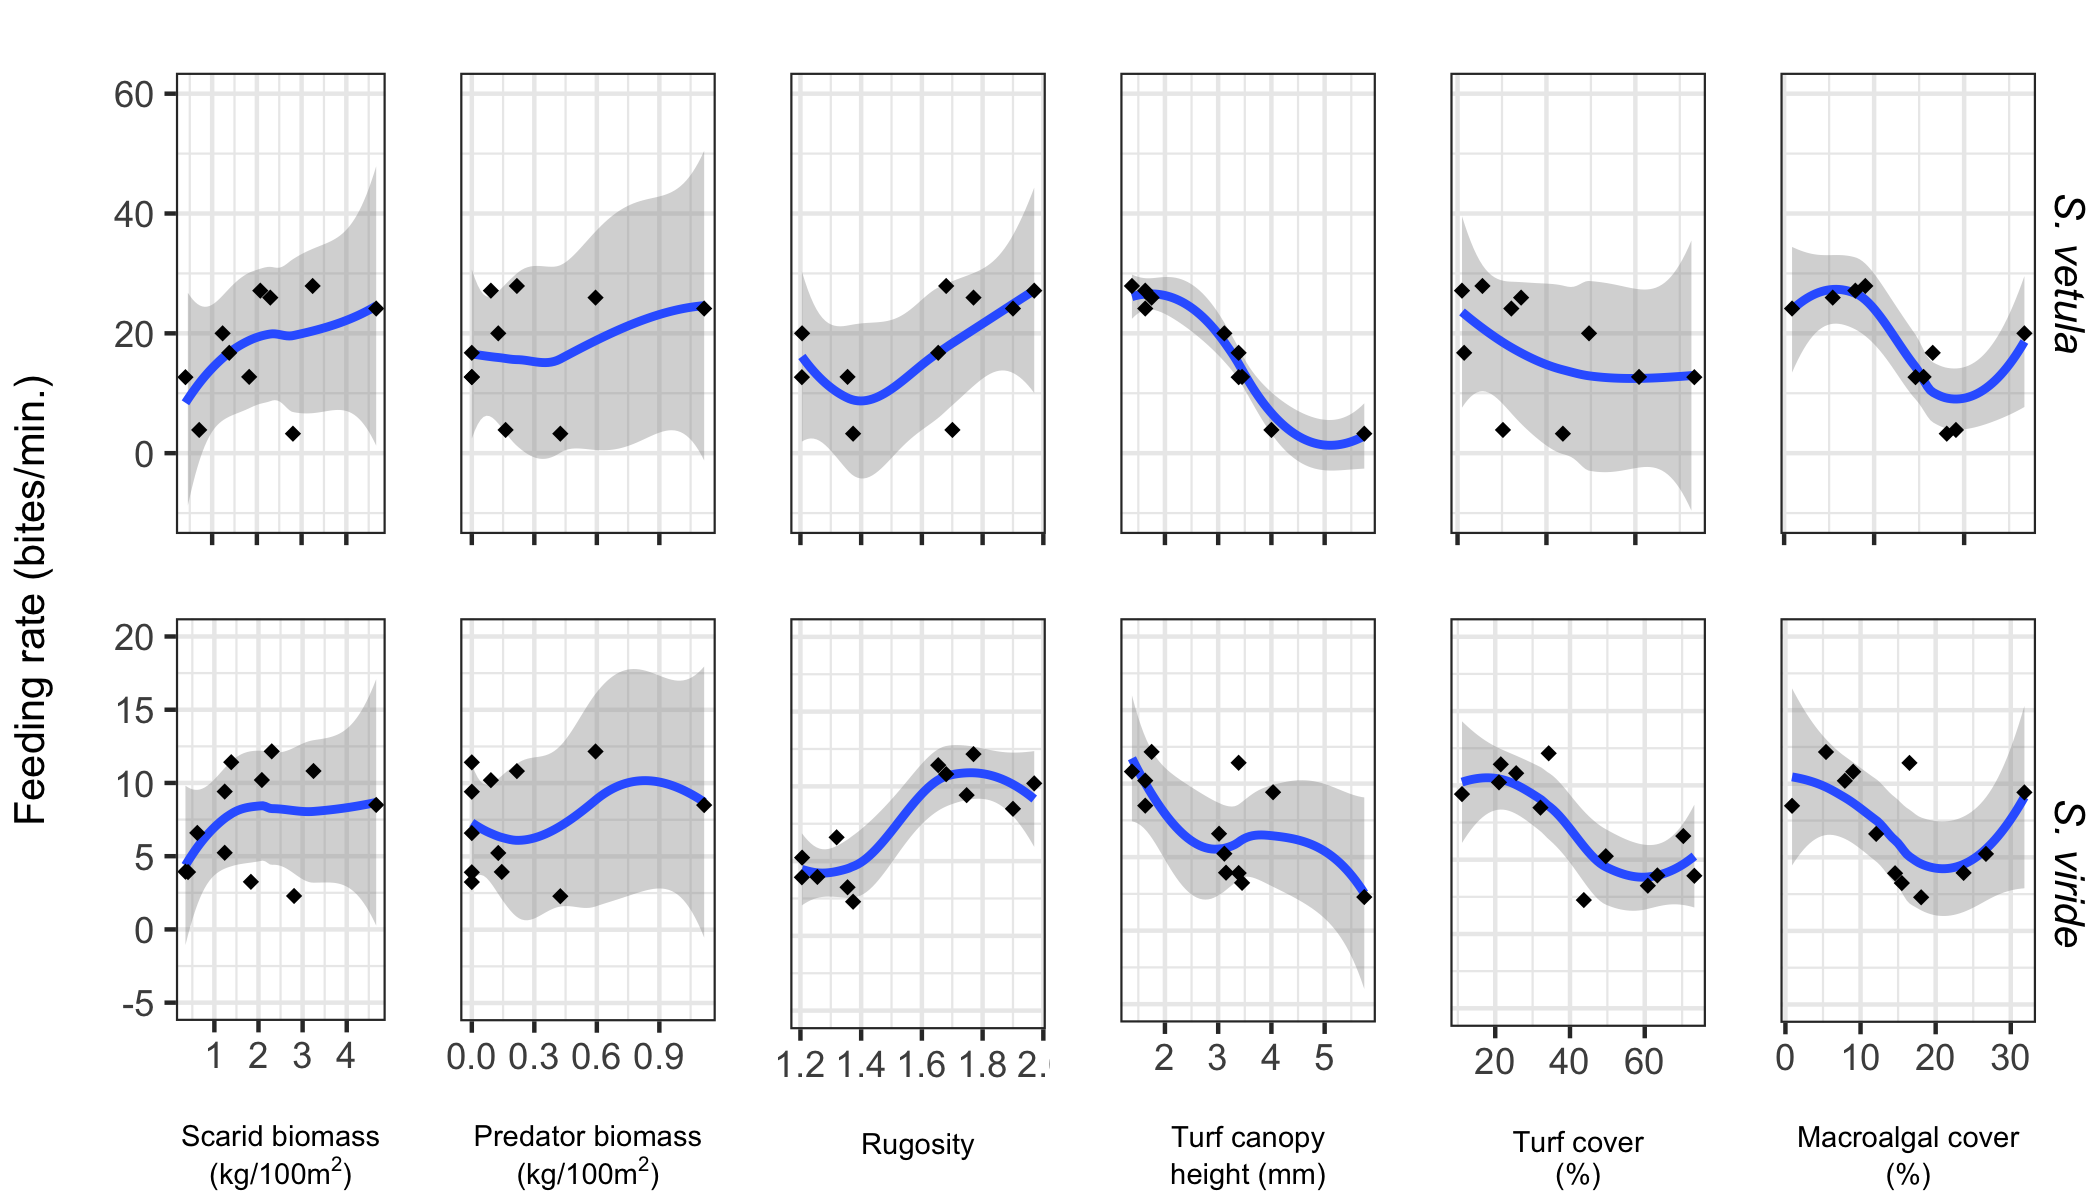 Feeding rate (bites/min.)
60
40
20
0
S. vetula
20
15
10
5
0
-5
S. viride
1 2 3 4
0.0 0.3 0.6 0.9
1.2 1.4 1.6 1.8 2.
2 3 4 5
20 40 60
0 10 20 30
Scarid biomass
(kg/100m²)
Predator biomass
(kg/100m²)
Rugosity
Turf canopy
height (mm)
Turf cover
(%)
Macroalgal cover
(%)